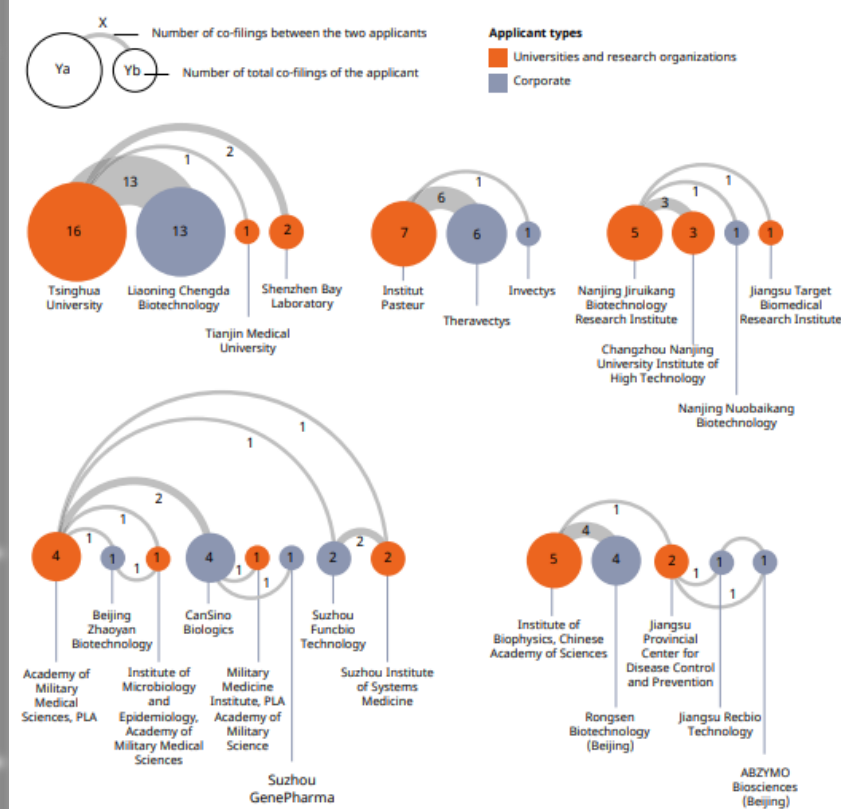 X
Number of co-filings between the two applicants
Ya
Yb
Number of total co-filings of the applicant
Applicant types
Universities and research organizations
Corporate
2
1
13
16
13
1
2
Tsinghua
University
Liaoning Chengda
Biotechnology
Tianjin Medical
University
Shenzhen Bay
Laboratory
1
6
7
6
1
Institut
Pasteur
Theravectys
Invectys
1
1
3
5
3
1
1
Nanjing Jiruikang
Biotechnology
Research Institute
Changzhou Nanjing
University Institute of
High Technology
Nanjing Nuobaikang
Biotechnology
Jiangsu Target
Biomedical
Research Institute
1
1
2
1
1
2
4
1
1
4
1
1
2
2
1
1
1
Academy of
Military
Medical
Sciences, PLA
Beijing
Zhaoyan
Biotechnology
Institute of
Microbiology
and
Epidemiology,
Academy of
Military Medical
Sciences
CanSino
Biologics
Military
Medicine
Institute, PLA
Academy of
Military
Science
Suzhou
GenePharma
Suzhou
Funcbio
Technology
Suzhou Institute
of Systems
Medicine
1
4
5
4
2
1
1
1
1
Institute of
Biophysics, Chinese
Academy of Sciences
Rongsen
Biotechnology
(Beijing)
Jiangsu
Provincial
Center for
Disease Control
and Prevention
Jiangsu Recbio
Technology
ABZYMO
Biosciences
(Beijing)